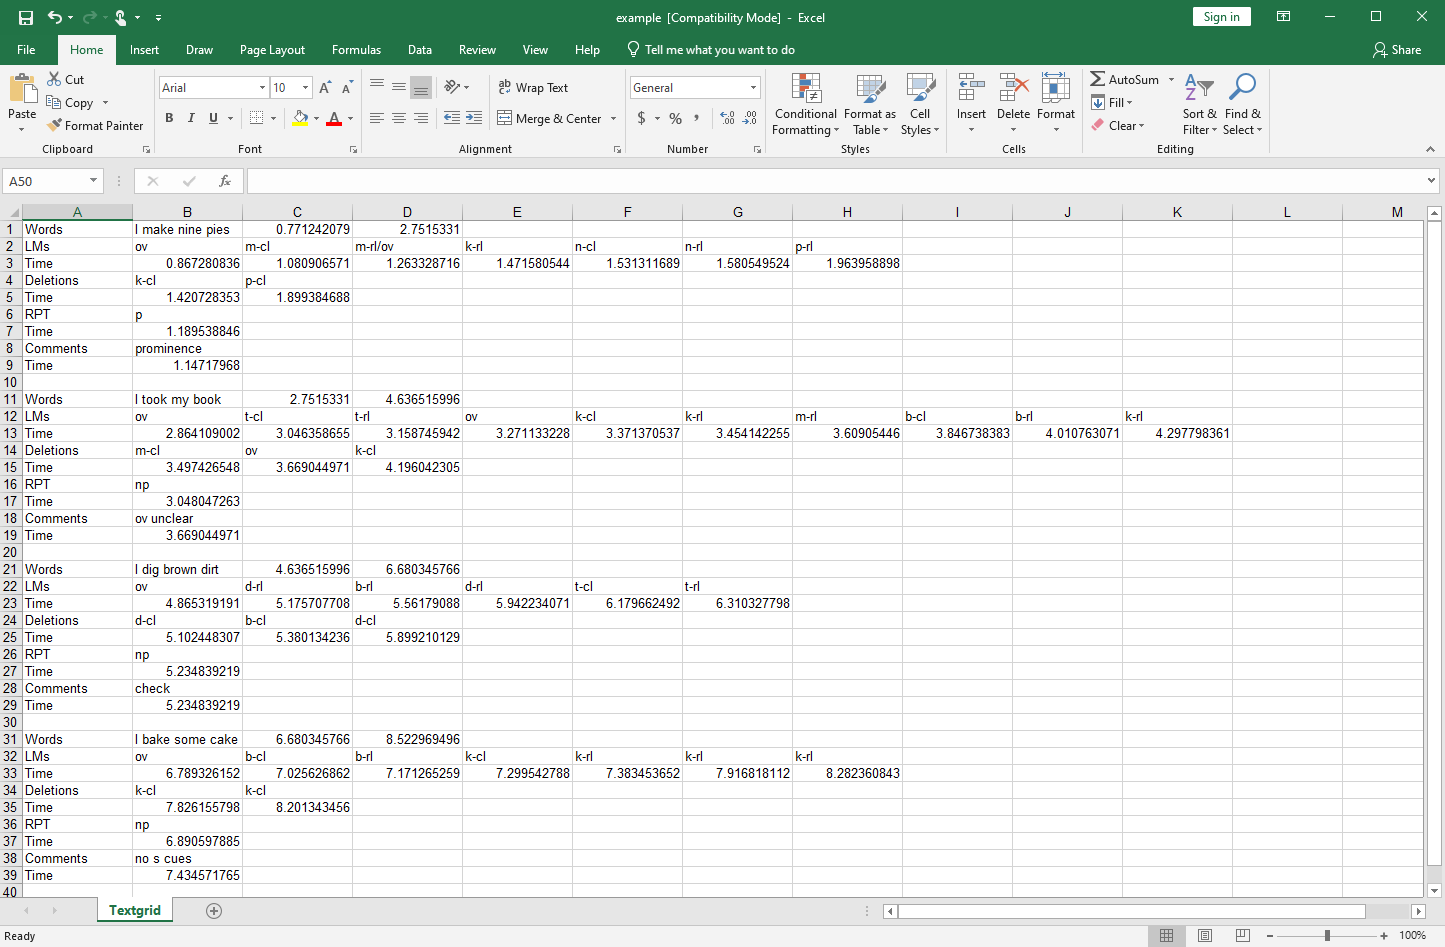 example [Compatibility Mode] - Excel
Sign in
File Home Insert Draw Page Layout Formulas Data Review View Help Tell me what you want to do Share
Paste
Cut
Copy
Format Painter
Clipboard
Arial 10
B I U
Font
ab Wrap Text
Merge & Center
Alignment
General
$ % ,
Number
Conditional Formatting
Format as Table
Cell Styles
Styles
Insert Delete Format
Cells
AutoSum
Fill
Clear
Sort & Filter
Find & Select
Editing
A50 fx
A B C D E F G H I J K L M
1 Words I make nine pies 0.771242079 2.7515331
2 LMs ov m-cl m-rl/ov k-rl n-cl n-rl p-rl
3 Time 0.867280836 1.080906571 1.263328716 1.471580544 1.531311689 1.580549524 1.963958898
4 Deletions k-cl p-cl
5 Time 1.420728353 1.899384688
6 RPT p
7 Time 1.189538846
8 Comments prominence
9 Time 1.14717968
10
11 Words I took my book 2.7515331 4.636515996
12 LMs ov t-cl t-rl ov k-cl k-rl m-rl b-cl b-rl k-rl
13 Time 2.864109002 3.046358655 3.158745942 3.271133228 3.371370537 3.454142255 3.60905446 3.846738383 4.010763071 4.297798361
14 Deletions m-cl ov k-cl
15 Time 3.497426548 3.669044971 4.196042305
16 RPT np
17 Time 3.048047263
18 Comments ov unclear
19 Time 3.669044971
20
21 Words I dig brown dirt 4.636515996 6.680345766
22 LMs ov d-rl b-rl d-rl t-cl t-rl
23 Time 4.865319191 5.175707708 5.56179088 5.942234071 6.179662492 6.310327798
24 Deletions d-cl b-cl d-cl
25 Time 5.102448307 5.380134236 5.899210129
26 RPT np
27 Time 5.234839219
28 Comments check
29 Time 5.234839219
30
31 Words I bake some cake 6.680345766 8.522969496
32 LMs ov b-cl b-rl k-cl k-rl k-rl k-rl
33 Time 6.789326152 7.025626862 7.171265259 7.299542788 7.383453652 7.916818112 8.282360843
34 Deletions k-cl k-cl
35 Time 7.826155798 8.201343456
36 RPT np
37 Time 6.890597885
38 Comments no s cues
39 Time 7.434571765
40
Textgrid
Ready 100%